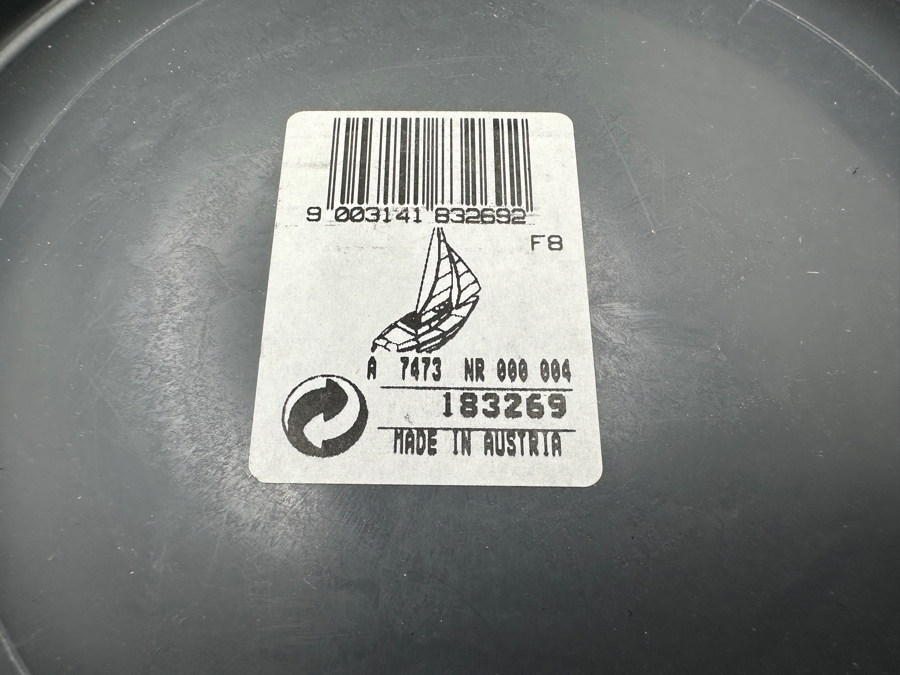 9 003141 832692
F8
A 7473 NR 000 004
183269
MADE IN AUSTRIA